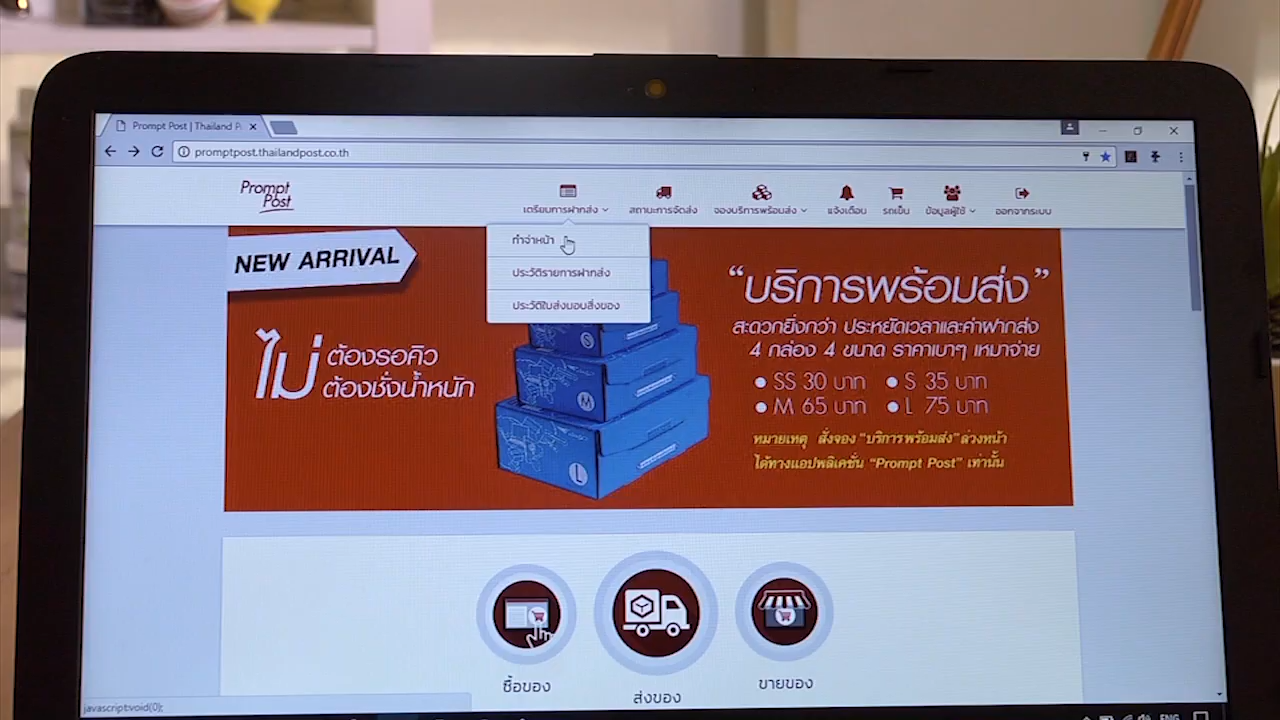 Prompt Post | Thailand P
promptpost.thailandpost.co.th
Prompt
Post
เตรียมการฝากส่ง
สถานะการจัดส่ง
จองบริการพร้อมส่ง
แจ้งเตือน
รถเข็น
ข้อมูลผู้ใช้
ออกจากระบบ
ทำจ่าหน้า
ประวัติรายการฝากส่ง
ประวัติใบส่งมอบสิ่งของ
NEW ARRIVAL
ไม่ ต้องรอคิว
ต้องชั่งน้ำหนัก
S
M
L
“บริการพร้อมส่ง”
สะดวกยิ่งกว่า ประหยัดเวลาและค่าฝากส่ง
4 กล่อง 4 ขนาด ราคาเบาๆ เหมาจ่าย
● SS 30 บาท ● S 35 บาท
● M 65 บาท ● L 75 บาท
หมายเหตุ สั่งจอง “บริการพร้อมส่ง” ล่วงหน้า
ได้ทางแอปพลิเคชั่น “Prompt Post” เท่านั้น
ซื้อของ
ส่งของ
ขายของ
javascript:void(0);
ENG